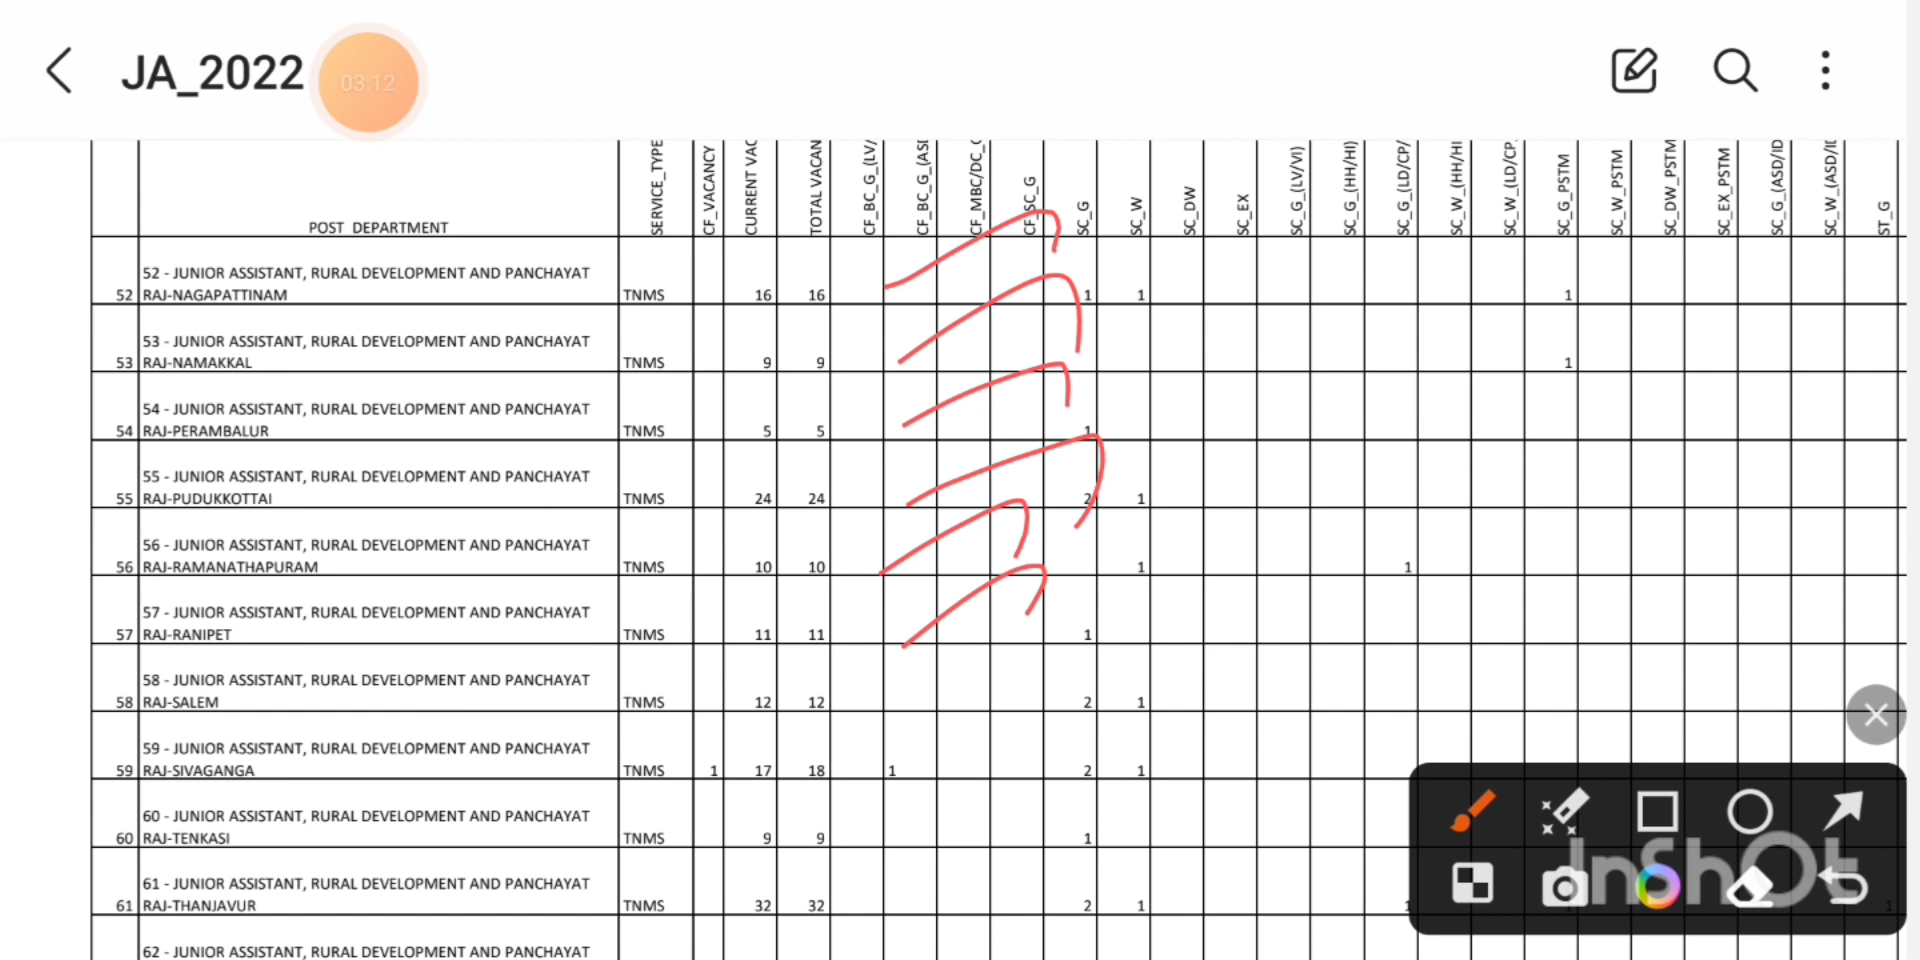 JA_2022
03:12
POST_DEPARTMENT SERVICE_TYPE CF_VACANCY CURRENT VAC TOTAL VACAN CF_BC_G_(LV/ CF_BC_G_(ASI CF_MBC/DC_ CF_SC_G SC_G SC_W SC_DW SC_EX SC_G_(LV/VI) SC_G_(HH/HI) SC_G_(LD/CP/ SC_W_(HH/HI SC_W_(LD/CP, SC_G_PSTM SC_W_PSTM SC_DW_PSTM SC_EX_PSTM SC_G_(ASD/ID SC_W_(ASD/ID ST_G
52 - JUNIOR ASSISTANT, RURAL DEVELOPMENT AND PANCHAYAT
52 RAJ-NAGAPATTINAM TNMS 16 16 1 1 1
53 - JUNIOR ASSISTANT, RURAL DEVELOPMENT AND PANCHAYAT
53 RAJ-NAMAKKAL TNMS 9 9 1
54 - JUNIOR ASSISTANT, RURAL DEVELOPMENT AND PANCHAYAT
54 RAJ-PERAMBALUR TNMS 5 5 1
55 - JUNIOR ASSISTANT, RURAL DEVELOPMENT AND PANCHAYAT
55 RAJ-PUDUKKOTTAI TNMS 24 24 2 1
56 - JUNIOR ASSISTANT, RURAL DEVELOPMENT AND PANCHAYAT
56 RAJ-RAMANATHAPURAM TNMS 10 10 1 1
57 - JUNIOR ASSISTANT, RURAL DEVELOPMENT AND PANCHAYAT
57 RAJ-RANIPET TNMS 11 11 1
58 - JUNIOR ASSISTANT, RURAL DEVELOPMENT AND PANCHAYAT
58 RAJ-SALEM TNMS 12 12 2 1
59 - JUNIOR ASSISTANT, RURAL DEVELOPMENT AND PANCHAYAT
59 RAJ-SIVAGANGA TNMS 1 17 18 1 2 1
60 - JUNIOR ASSISTANT, RURAL DEVELOPMENT AND PANCHAYAT
60 RAJ-TENKASI TNMS 9 9 1
61 - JUNIOR ASSISTANT, RURAL DEVELOPMENT AND PANCHAYAT
61 RAJ-THANJAVUR TNMS 32 32 2 1 1 1
62 - JUNIOR ASSISTANT, RURAL DEVELOPMENT AND PANCHAYAT
InShOt